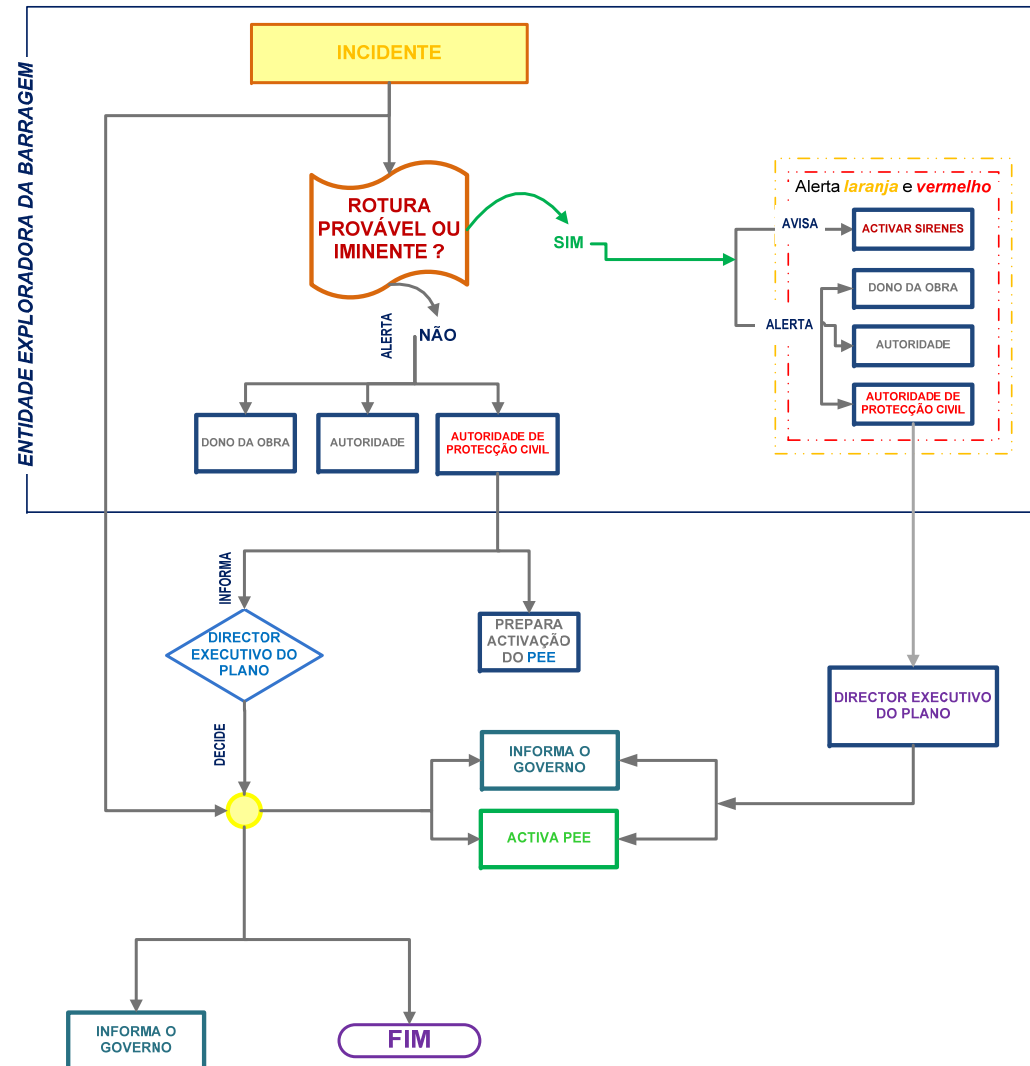 ENTIDADE EXPLORADORA DA BARRAGEM
INCIDENTE
ROTURA
PROVÁVEL OU
IMINENTE ?
SIM
Alerta laranja e vermelho
AVISA
ACTIVAR SIRENES
DONO DA OBRA
ALERTA
AUTORIDADE
AUTORIDADE DE
PROTECÇÃO CIVIL
ALERTA
NÃO
DONO DA OBRA
AUTORIDADE
AUTORIDADE DE
PROTECÇÃO CIVIL
INFORMA
DIRECTOR
EXECUTIVO DO
PLANO
PREPARA
ACTIVAÇÃO
DO PEE
DIRECTOR EXECUTIVO
DO PLANO
DECIDE
INFORMA O
GOVERNO
ACTIVA PEE
INFORMA O
GOVERNO
FIM